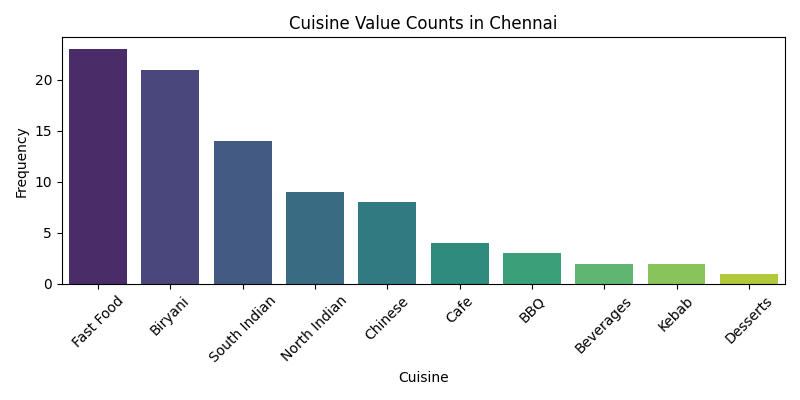 Cuisine Value Counts in Chennai
Frequency
20
15
10
5
0
Fast Food
Biryani
South Indian
North Indian
Chinese
Cafe
BBQ
Beverages
Kebab
Desserts
Cuisine